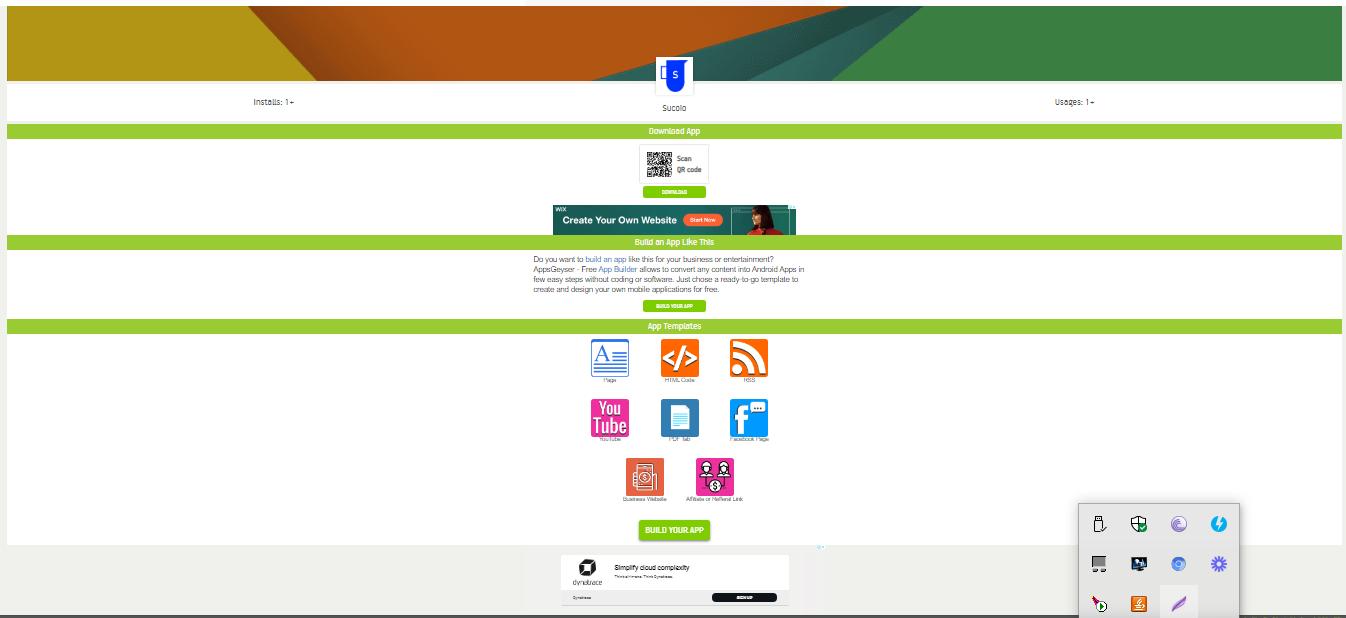 S
Installs: 1+
Sucolo
Usages: 1+
Download App
Scan
QR code
DOWNLOAD
WIX
Create Your Own Website
Start Now
Build an App Like This
Do you want to build an app like this for your business or entertainment?
AppsGeyser - Free App Builder allows to convert any content into Android Apps in
few easy steps without coding or software. Just chose a ready-to-go template to
create and design your own mobile applications for free.
BUILD YOUR APP
App Templates
A
Page
</>
HTML Code
RSS
You
Tube
YouTube
PDF Tab
f
Facebook Page
Business Website
Affiliate or Refferal Link
BUILD YOUR APP
dynatrace
Simplify cloud complexity
Think, I mean. Think Dynatrace.
Dynatrace
SIGN UP